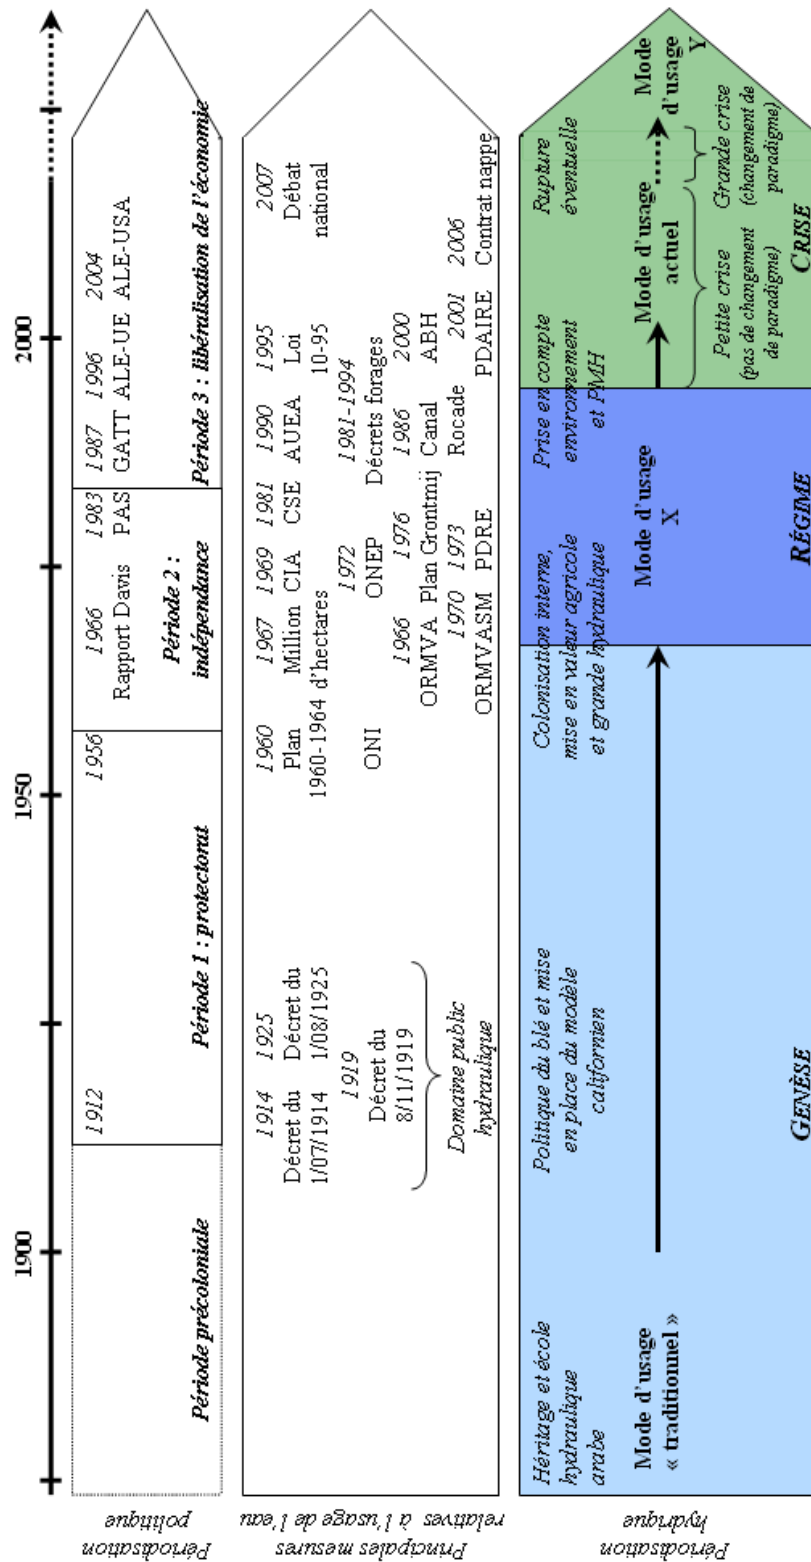 1900
1950
2000
Périodisation
politique
Période précoloniale
1912
Période 1 : protectorat
1956
1966
Rapport Davis
1983
PAS
Période 2 :
indépendance
1987
GATT
1996
ALE-UE
2004
ALE-USA
Période 3 : libéralisation de l'économie
Principales mesures
relatives à l'usage de l'eau
1914
Décret du
1/07/1914
1925
Décret du
1/08/1925
1919
Décret du
8/11/1919
Domaine public
hydraulique
1960
Plan
1960-1964
ONI
1967
Million
d'hectares
1969
CIA
1981
CSE
1990
AUEA
1995
Loi
10-95
2007
Débat
national
1972
ONEP
1981-1994
Décrets forages
1966
ORMVA
1976
Plan Grontmij
1986
Canal
Rocade
2000
ABH
1970
ORMVASM
1973
PDRE
2001
PDAIRE
2006
Contrat nappe
Périodisation
hydrique
Héritage et école
hydraulique
arabe
Politique du blé et mise
en place du modèle
californien
Colonisation interne,
mise en valeur agricole
et grande hydraulique
Prise en compte
environnement
et PMH
Rupture
éventuelle
Mode d'usage
« traditionnel »
Mode d'usage
X
Mode d'usage
actuel
Mode
d'usage
Y
Petite crise
(pas de changement
de paradigme)
Grande crise
(changement de
paradigme)
GENÈSE
RÉGIME
CRISE